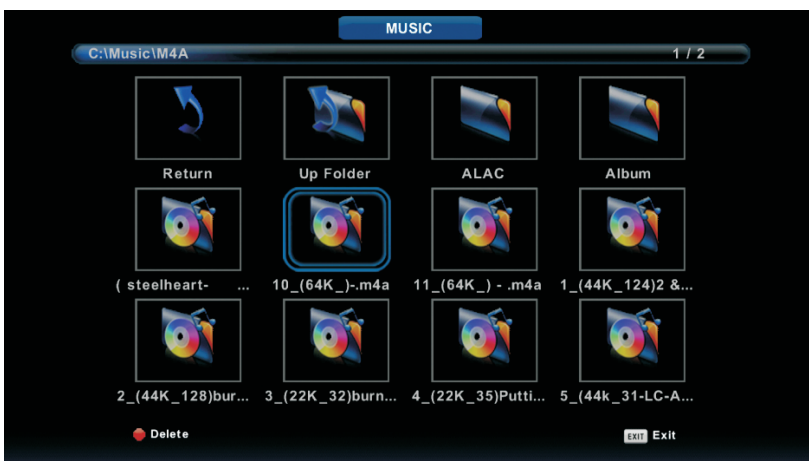 MUSIC
C:\Music\M4A 1 / 2
Return Up Folder ALAC Album
( steelheart- ... 10_(64K_)-.m4a 11_(64K_) - .m4a 1_(44K_124)2 &...
2_(44K_128)bur... 3_(22K_32)burn... 4_(22K_35)Putti... 5_(44k_31-LC-A...
Delete EXIT Exit